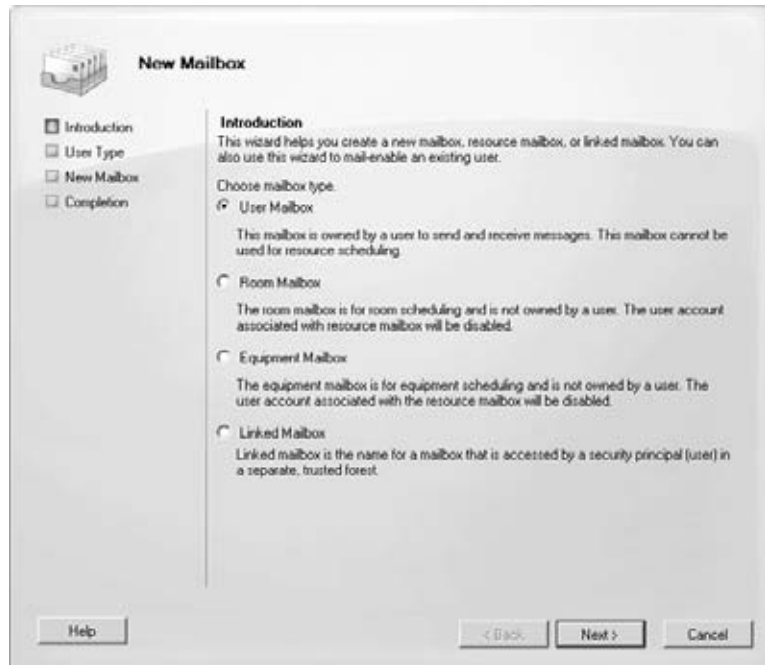 New Mailbox
Introduction
User Type
New Mailbox
Completion
Introduction
This wizard helps you create a new mailbox, resource mailbox, or linked mailbox. You can
also use this wizard to mail-enable an existing user.
Choose mailbox type.
User Mailbox
This mailbox is owned by a user to send and receive messages. This mailbox cannot be
used for resource scheduling.
Room Mailbox
The room mailbox is for room scheduling and is not owned by a user. The user account
associated with resource mailbox will be disabled.
Equipment Mailbox
The equipment mailbox is for equipment scheduling and is not owned by a user. The
user account associated with the resource mailbox will be disabled.
Linked Mailbox
Linked mailbox is the name for a mailbox that is accessed by a security principal (user) in
a separate, trusted forest.
Help
< Back
Next >
Cancel